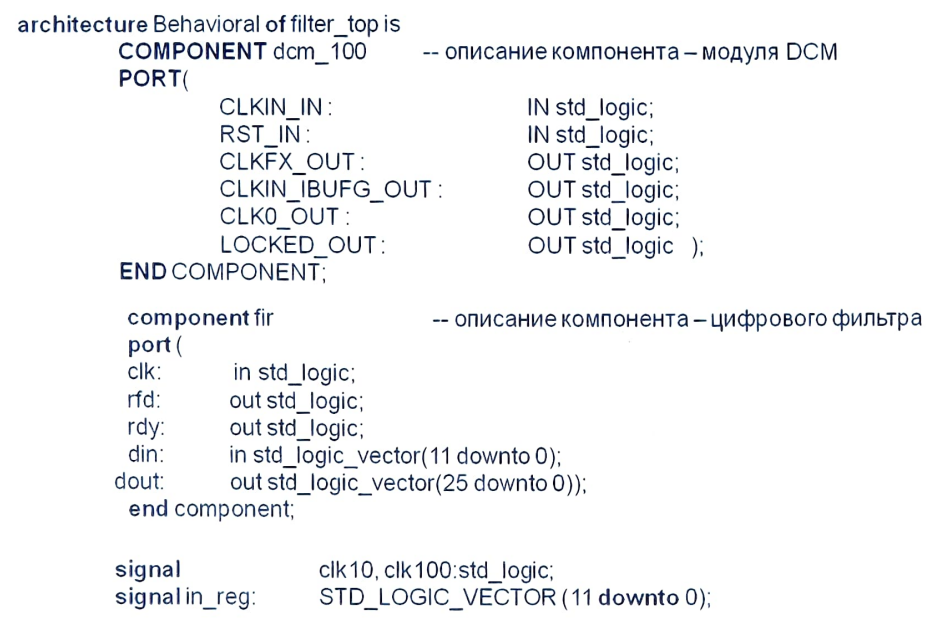 architecture Behavioral of filter_top is
COMPONENT dcm_100 -- описание компонента – модуля DCM
PORT(
CLKIN_IN : IN std_logic;
RST_IN : IN std_logic;
CLKFX_OUT : OUT std_logic;
CLKIN_IBUFG_OUT : OUT std_logic;
CLK0_OUT : OUT std_logic;
LOCKED_OUT : OUT std_logic );
END COMPONENT;
component fir -- описание компонента – цифрового фильтра
port (
clk: in std_logic;
rfd: out std_logic;
rdy: out std_logic;
din: in std_logic_vector(11 downto 0);
dout: out std_logic_vector(25 downto 0));
end component;
signal clk10, clk100:std_logic;
signal in_reg: STD_LOGIC_VECTOR (11 downto 0);